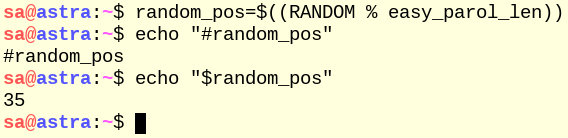 sa@astra:~$ random_pos=$((RANDOM % easy_parol_len))
sa@astra:~$ echo "#random_pos"
#random_pos
sa@astra:~$ echo "$random_pos"
35
sa@astra:~$